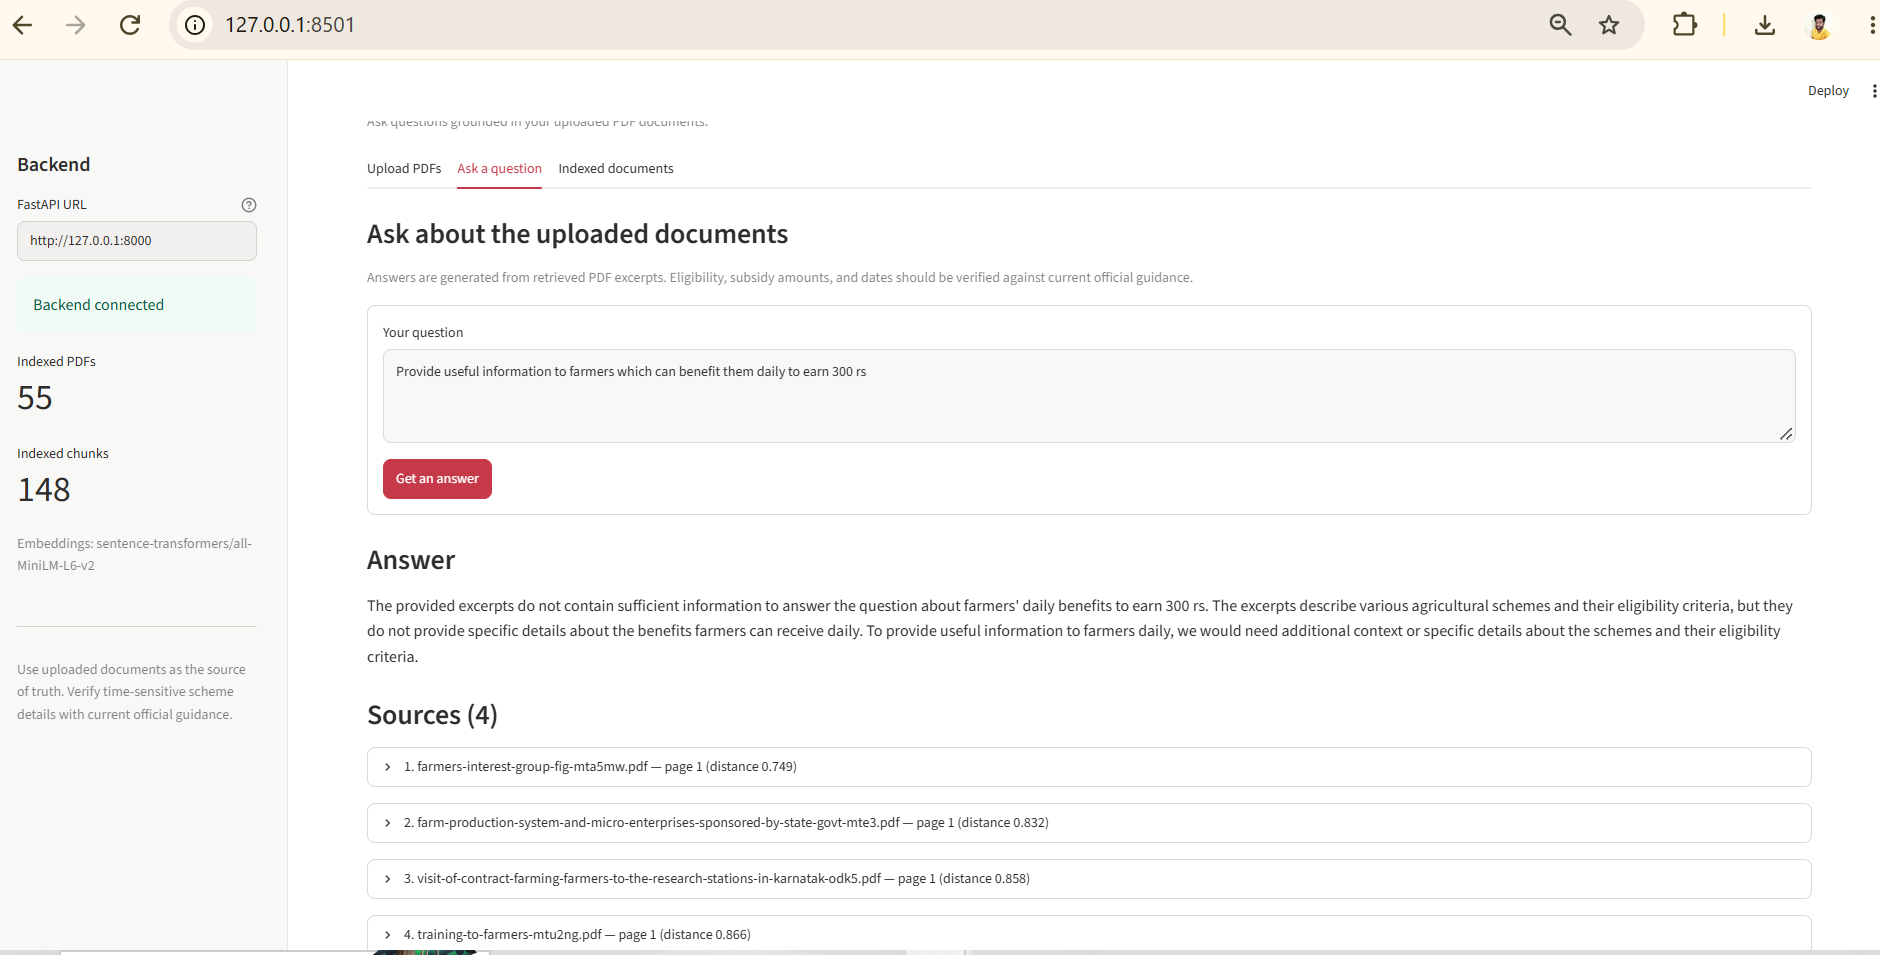 127.0.0.1:8501
Deploy
Backend
FastAPI URL
http://127.0.0.1:8000
Backend connected
Indexed PDFs
55
Indexed chunks
148
Embeddings: sentence-transformers/all-
MiniLM-L6-v2
Use uploaded documents as the source
of truth. Verify time-sensitive scheme
details with current official guidance.
Ask questions grounded in your uploaded PDF documents.
Upload PDFs Ask a question Indexed documents
Ask about the uploaded documents
Answers are generated from retrieved PDF excerpts. Eligibility, subsidy amounts, and dates should be verified against current official guidance.
Your question
Provide useful information to farmers which can benefit them daily to earn 300 rs
Get an answer
Answer
The provided excerpts do not contain sufficient information to answer the question about farmers' daily benefits to earn 300 rs. The excerpts describe various agricultural schemes and their eligibility criteria, but they
do not provide specific details about the benefits farmers can receive daily. To provide useful information to farmers daily, we would need additional context or specific details about the schemes and their eligibility
criteria.
Sources (4)
1. farmers-interest-group-fig-mta5mw.pdf — page 1 (distance 0.749)
2. farm-production-system-and-micro-enterprises-sponsored-by-state-govt-mte3.pdf — page 1 (distance 0.832)
3. visit-of-contract-farming-farmers-to-the-research-stations-in-karnatak-odk5.pdf — page 1 (distance 0.858)
4. training-to-farmers-mtu2ng.pdf — page 1 (distance 0.866)